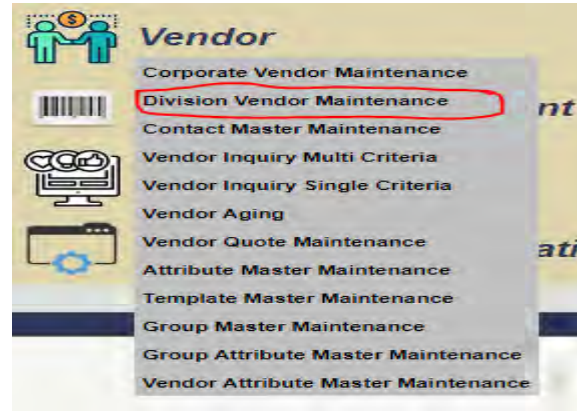 Vendor
Corporate Vendor Maintenance
Division Vendor Maintenance
nt
Contact Master Maintenance
Vendor Inquiry Multi Criteria
Vendor Inquiry Single Criteria
Vendor Aging
Vendor Quote Maintenance
ati
Attribute Master Maintenance
Template Master Maintenance
Group Master Maintenance
Group Attribute Master Maintenance
Vendor Attribute Master Maintenance